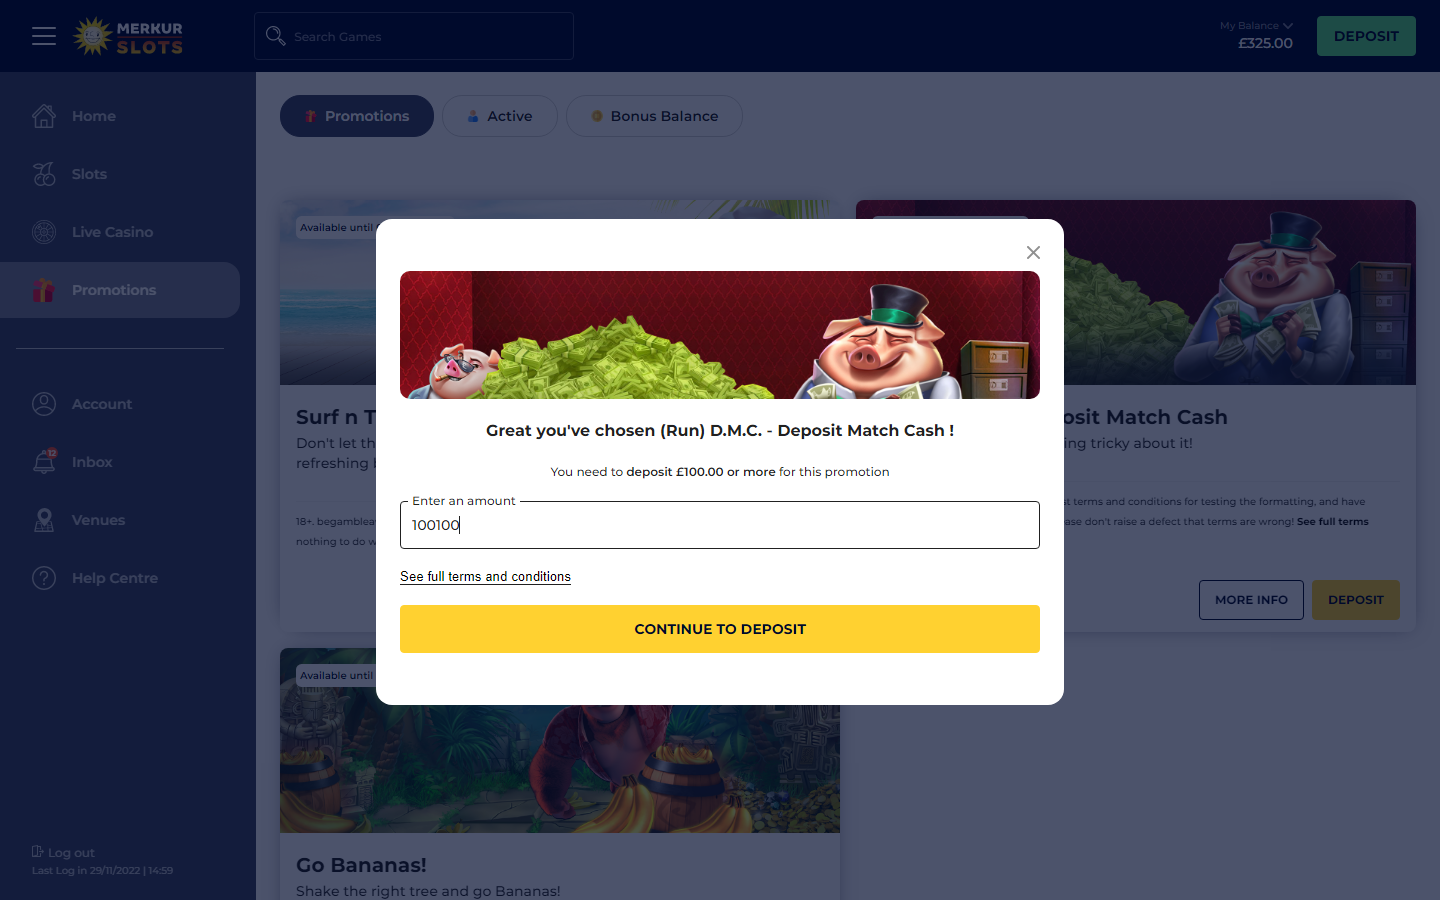 MERKUR
SLOTS
Search Games
My Balance
£325.00
DEPOSIT
Home
Slots
Live Casino
Promotions
Account
12
Inbox
Venues
Help Centre
Log out
Last Log in 29/11/2022 | 14:59
Promotions
Active
Bonus Balance
Available until
Surf n T
Don't let th
refreshing b
18+. begamblea
nothing to do w
osit Match Cash
ing tricky about it!
st terms and conditions for testing the formatting, and have
ase don't raise a defect that terms are wrong! See full terms
MORE INFO
DEPOSIT
Great you've chosen (Run) D.M.C. - Deposit Match Cash !
You need to deposit £100.00 or more for this promotion
Enter an amount
100100
See full terms and conditions
CONTINUE TO DEPOSIT
Available until
Go Bananas!
Shake the right tree and go Bananas!